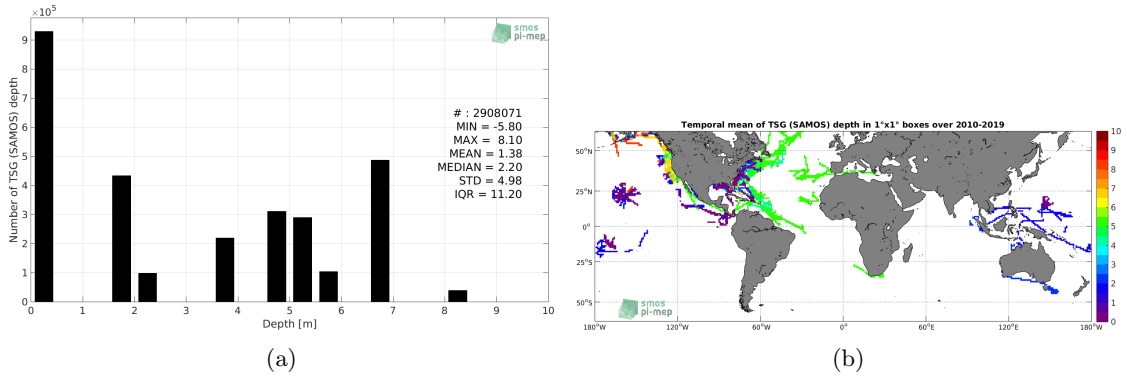 ×10⁵
smos
pi-mep
9
8
7
6
5
4
3
2
1
0
Number of TSG (SAMOS) depth
# : 2908071
MIN = -5.80
MAX = 8.10
MEAN = 1.38
MEDIAN = 2.20
STD = 4.98
IQR = 11.20
0 1 2 3 4 5 6 7 8 9 10
Depth [m]
(a)
Temporal mean of TSG (SAMOS) depth in 1°x1° boxes over 2010-2019
50°N
25°N
0°
25°S
50°S
smos
pi-mep
180°W 120°W 60°W 0° 60°E 120°E 180°W
10
9
8
7
6
5
4
3
2
1
0
(b)